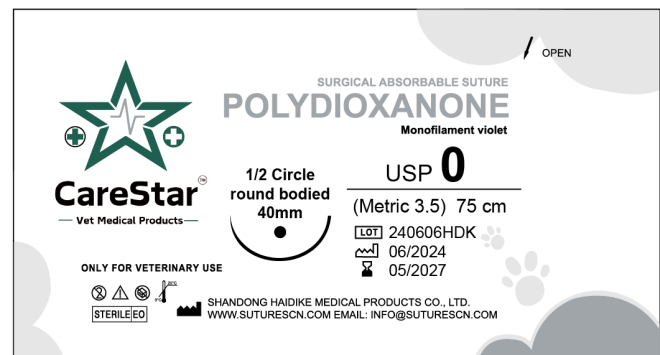 OPEN
SURGICAL ABSORBABLE SUTURE
POLYDIOXANONE
Monofilament violet
CareStar™
Vet Medical Products
1/2 Circle
round bodied
40mm
USP 0
(Metric 3.5) 75 cm
LOT 240606HDK
06/2024
05/2027
ONLY FOR VETERINARY USE
STERILE EO
SHANDONG HAIDIKE MEDICAL PRODUCTS CO., LTD.
WWW.SUTURESCN.COM EMAIL: INFO@SUTURESCN.COM